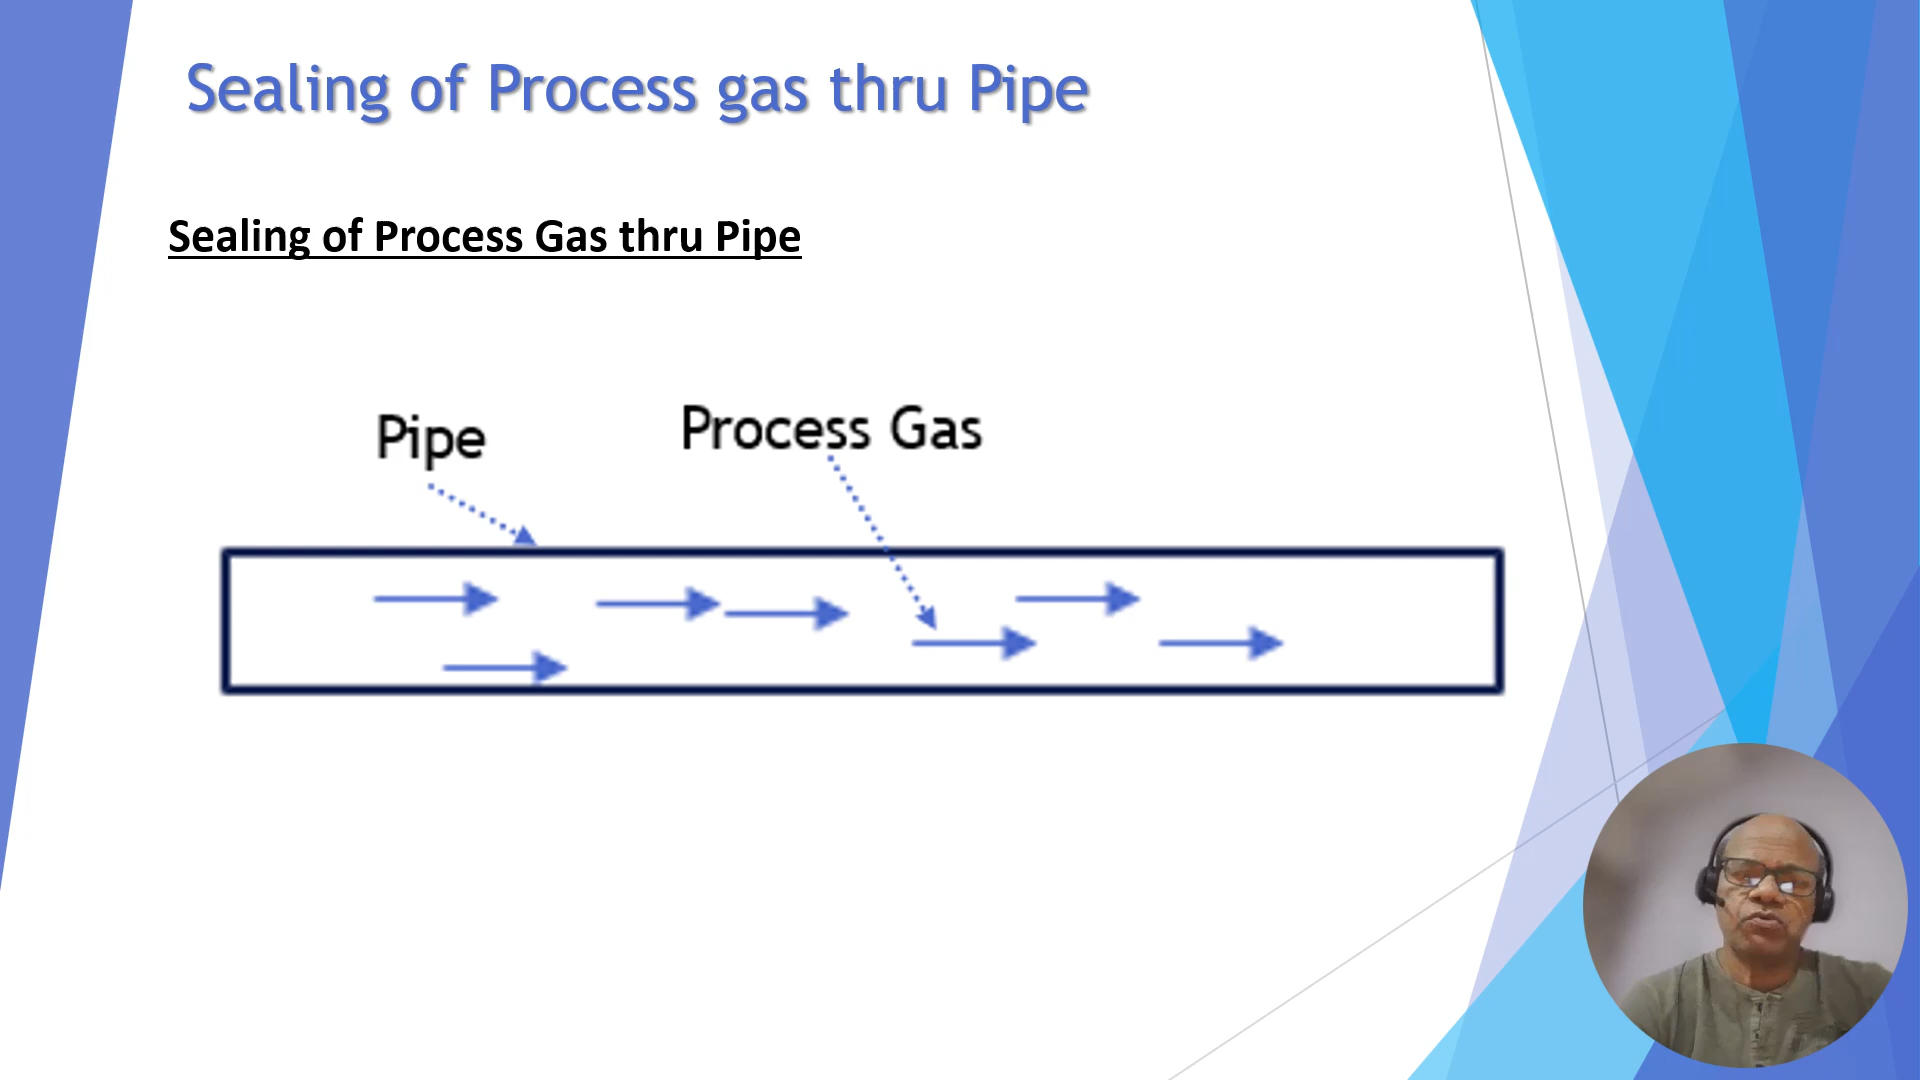 Sealing of Process gas thru Pipe
Sealing of Process Gas thru Pipe
Pipe
Process Gas